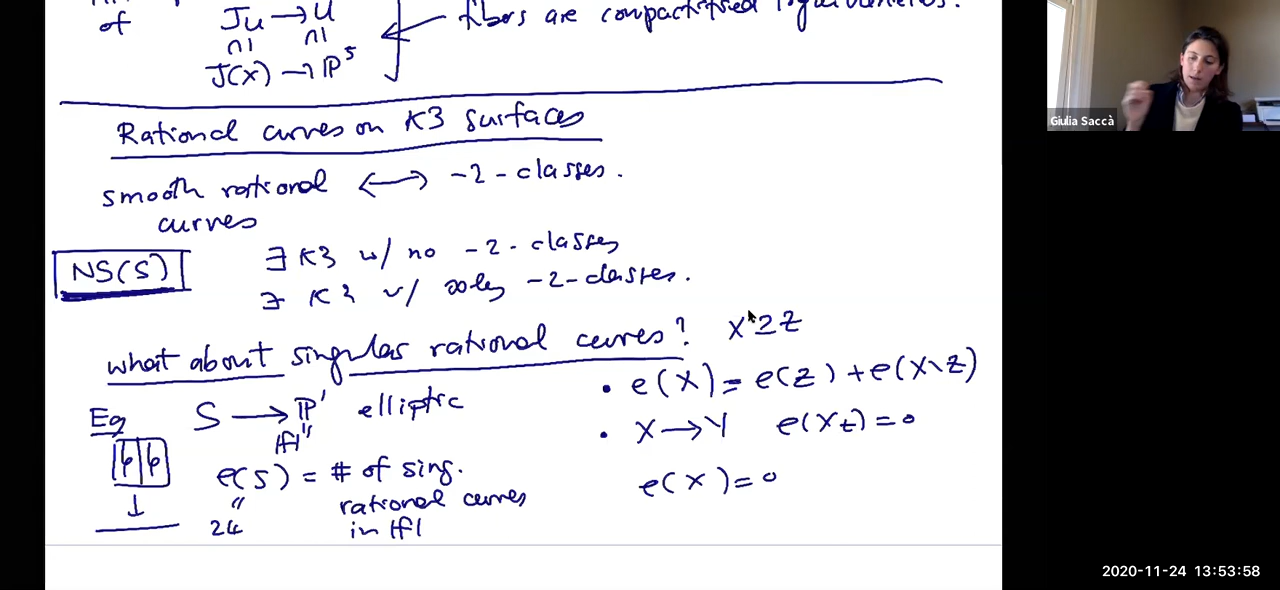 of Ju → U fibers are compactified
J(X) → P⁵
Rational curves on K3 surfaces
smooth rational ↔ -2-classes.
curves
NS(S)
∃ K3 w/ no -2-classes
∃ K3 w/ ∞ly -2-classes.
what about singular rational curves?
Eg S → P¹ elliptic
|f|
e(S) = # of sing.
24 rational curves
in |f|
X ⊇ Z
• e(X) = e(Z) + e(X\Z)
• X → Y e(X_t) = 0
e(X) = 0
Giulia Saccà
2020-11-24 13:53:58